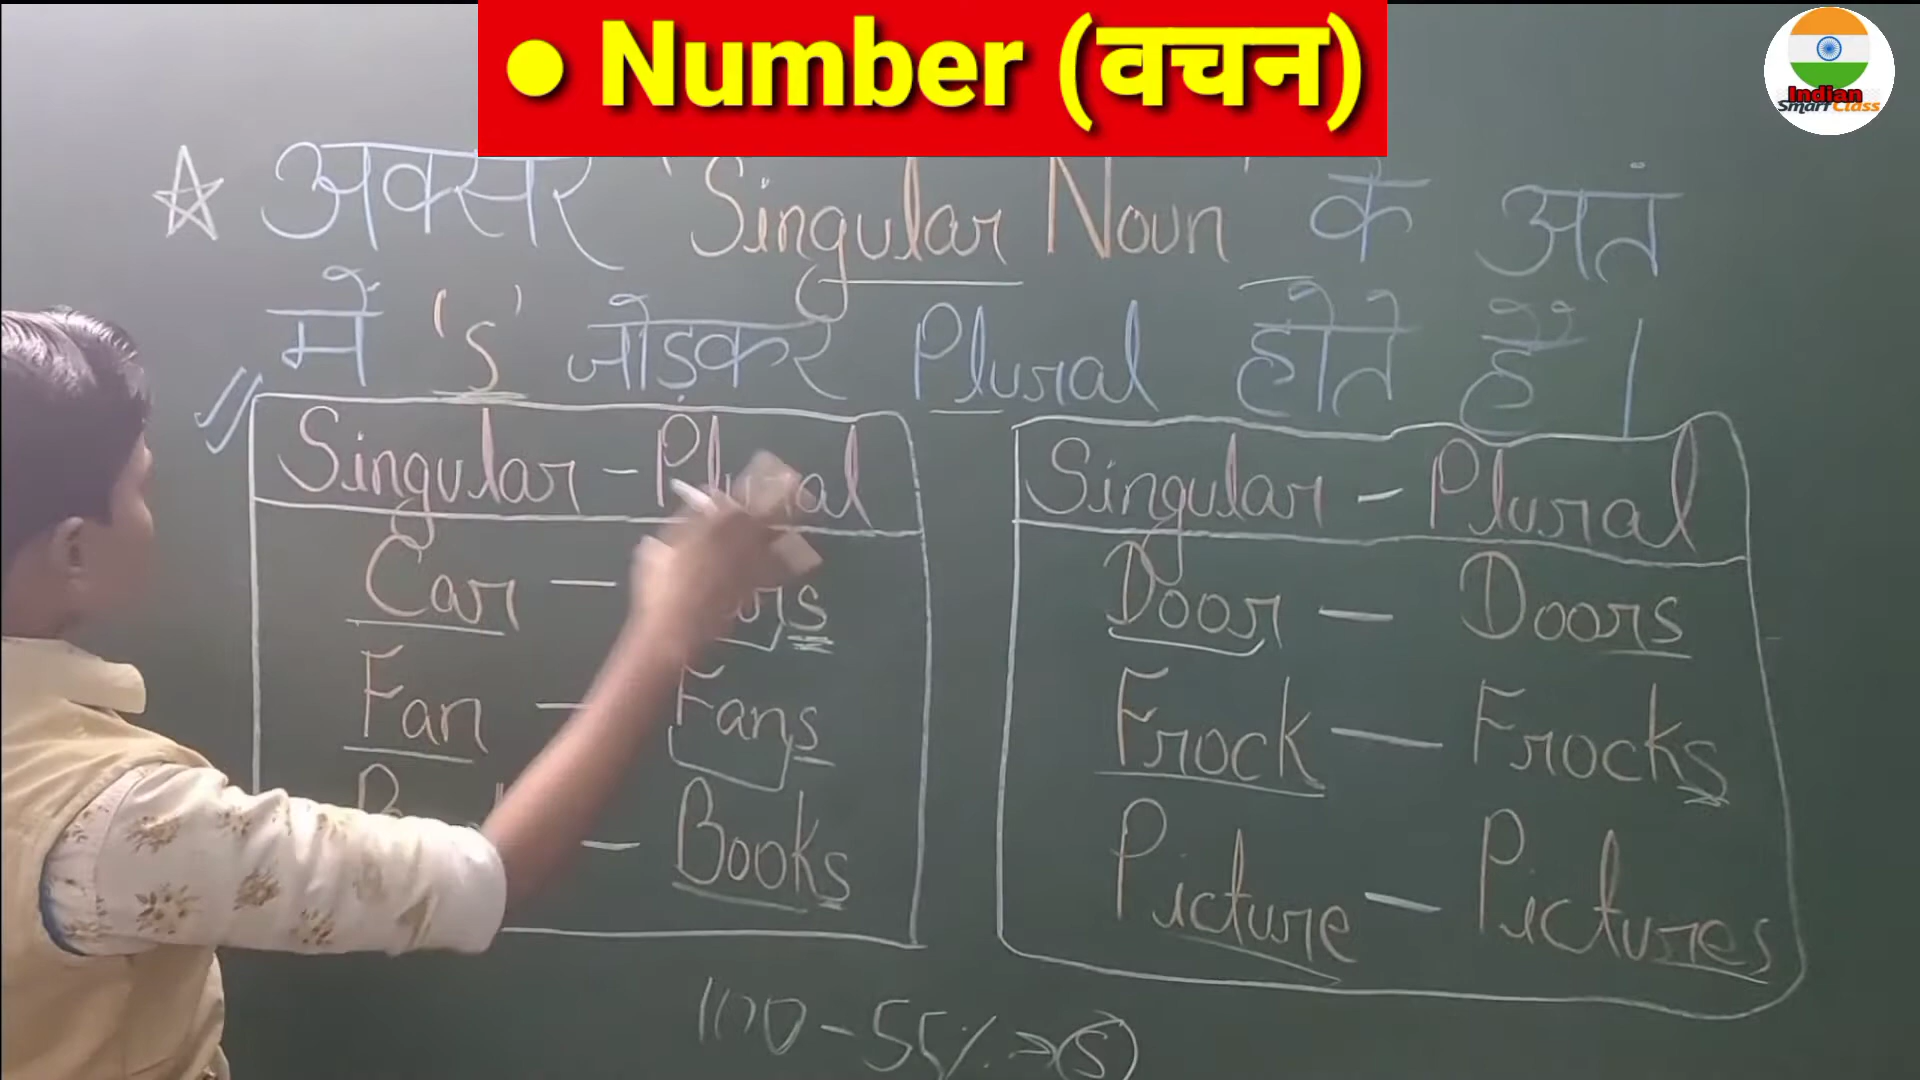 • Number (वचन)
Indian
Smart Class
☆ अक्सर 'Singular Noun' के अतं
में 's' जोड़कर Plural होते हैं।
Singular - Plural
Car -
Fan - Fans
- Books
Singular - Plural
Door - Doors
Frock - Frocks
Picture - Pictures
100 - 55% → S